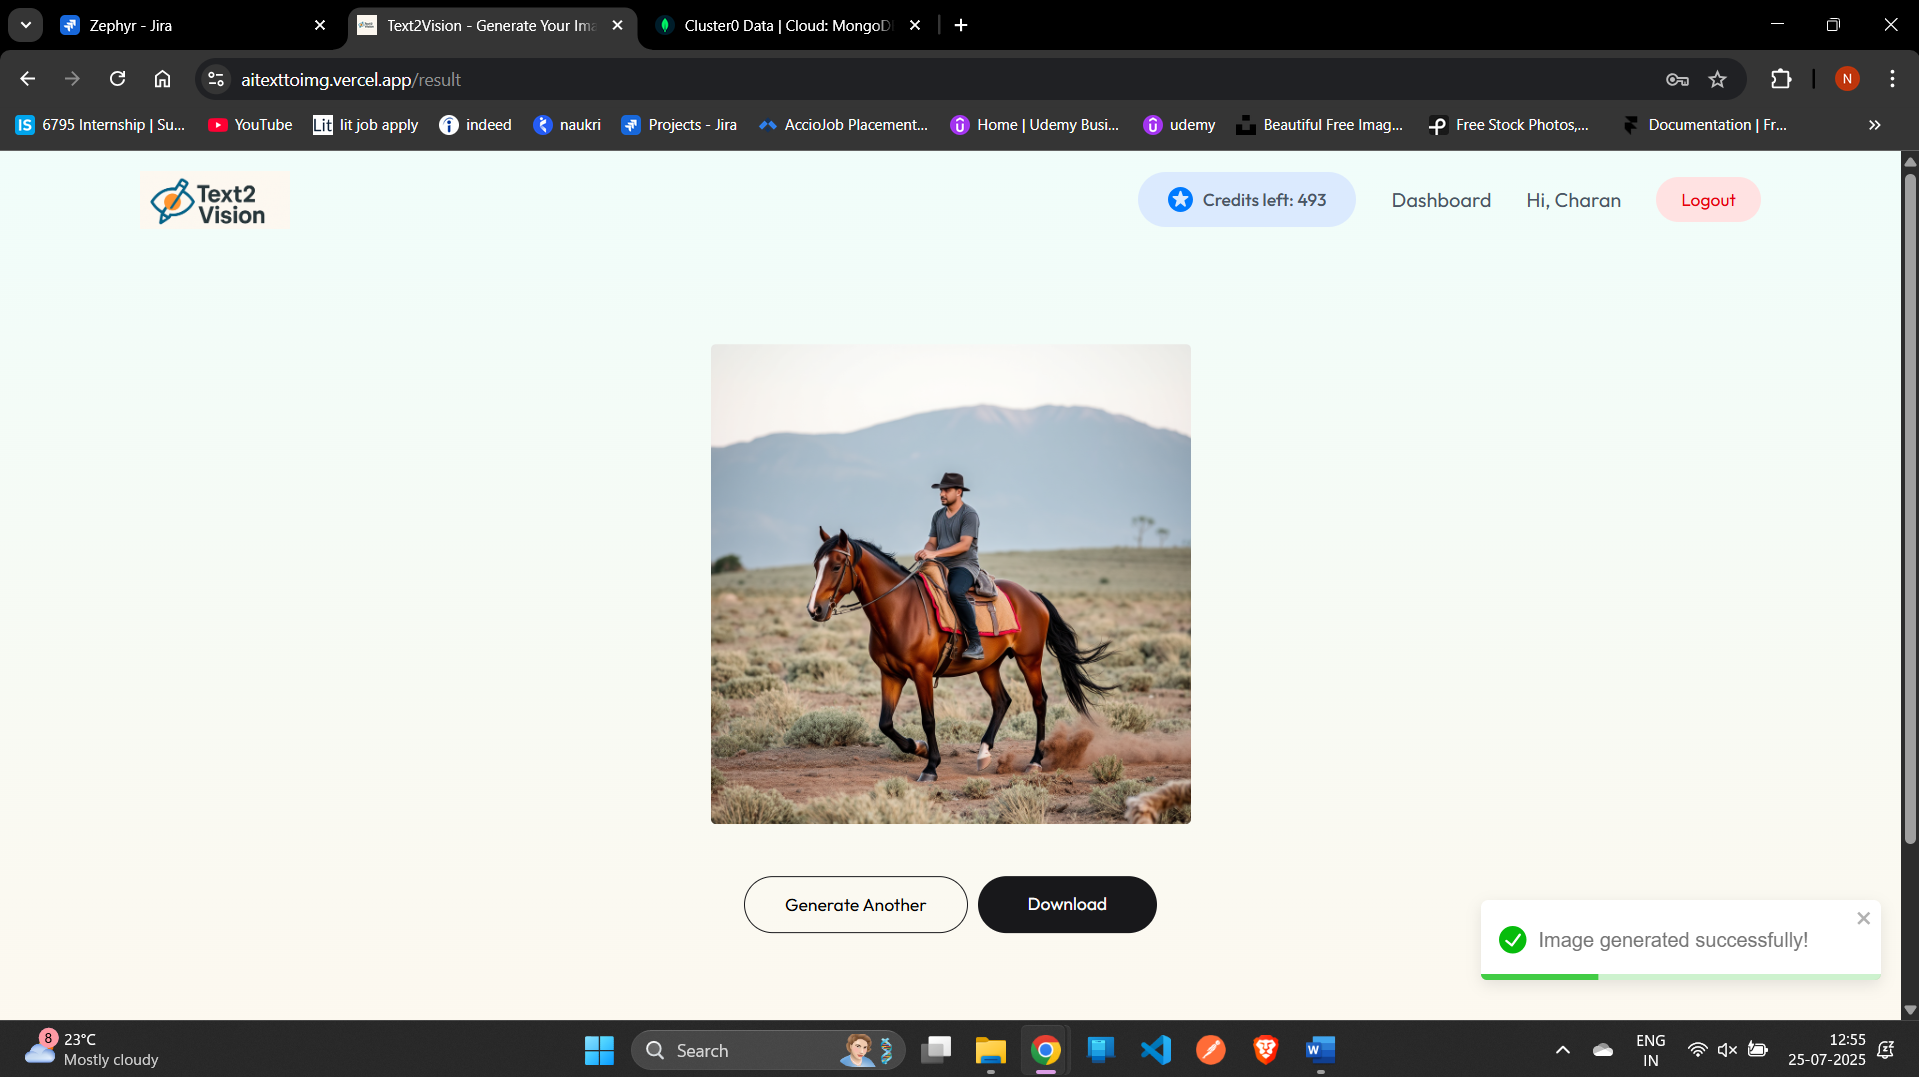 Zephyr - Jira
Text2Vision - Generate Your Ima
Cluster0 Data | Cloud: MongoD
aitexttoimg.vercel.app/result
N
IS 6795 Internship | Su...
YouTube
Lit lit job apply
indeed
naukri
Projects - Jira
AccioJob Placement...
Home | Udemy Busi...
udemy
Beautiful Free Imag...
Free Stock Photos,...
Documentation | Fr...
Text2
Vision
Credits left: 493
Dashboard
Hi, Charan
Logout
Generate Another
Download
Image generated successfully!
8
23°C
Mostly cloudy
Search
W
ENG
IN
12:55
25-07-2025